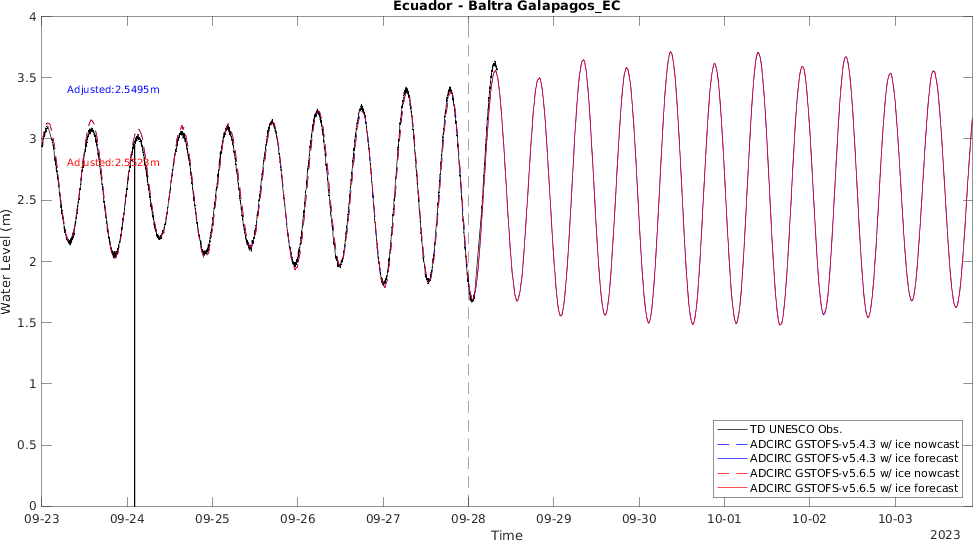 Ecuador - Baltra Galapagos_EC
4
3.5
3
2.5
2
1.5
1
0.5
0
Water Level (m)
Adjusted:2.5495m
Adjusted:2.5523m
TD UNESCO Obs.
ADCIRC GSTOFS-v5.4.3 w/ ice nowcast
ADCIRC GSTOFS-v5.4.3 w/ ice forecast
ADCIRC GSTOFS-v5.6.5 w/ ice nowcast
ADCIRC GSTOFS-v5.6.5 w/ ice forecast
09-23 09-24 09-25 09-26 09-27 09-28 09-29 09-30 10-01 10-02 10-03
Time
2023